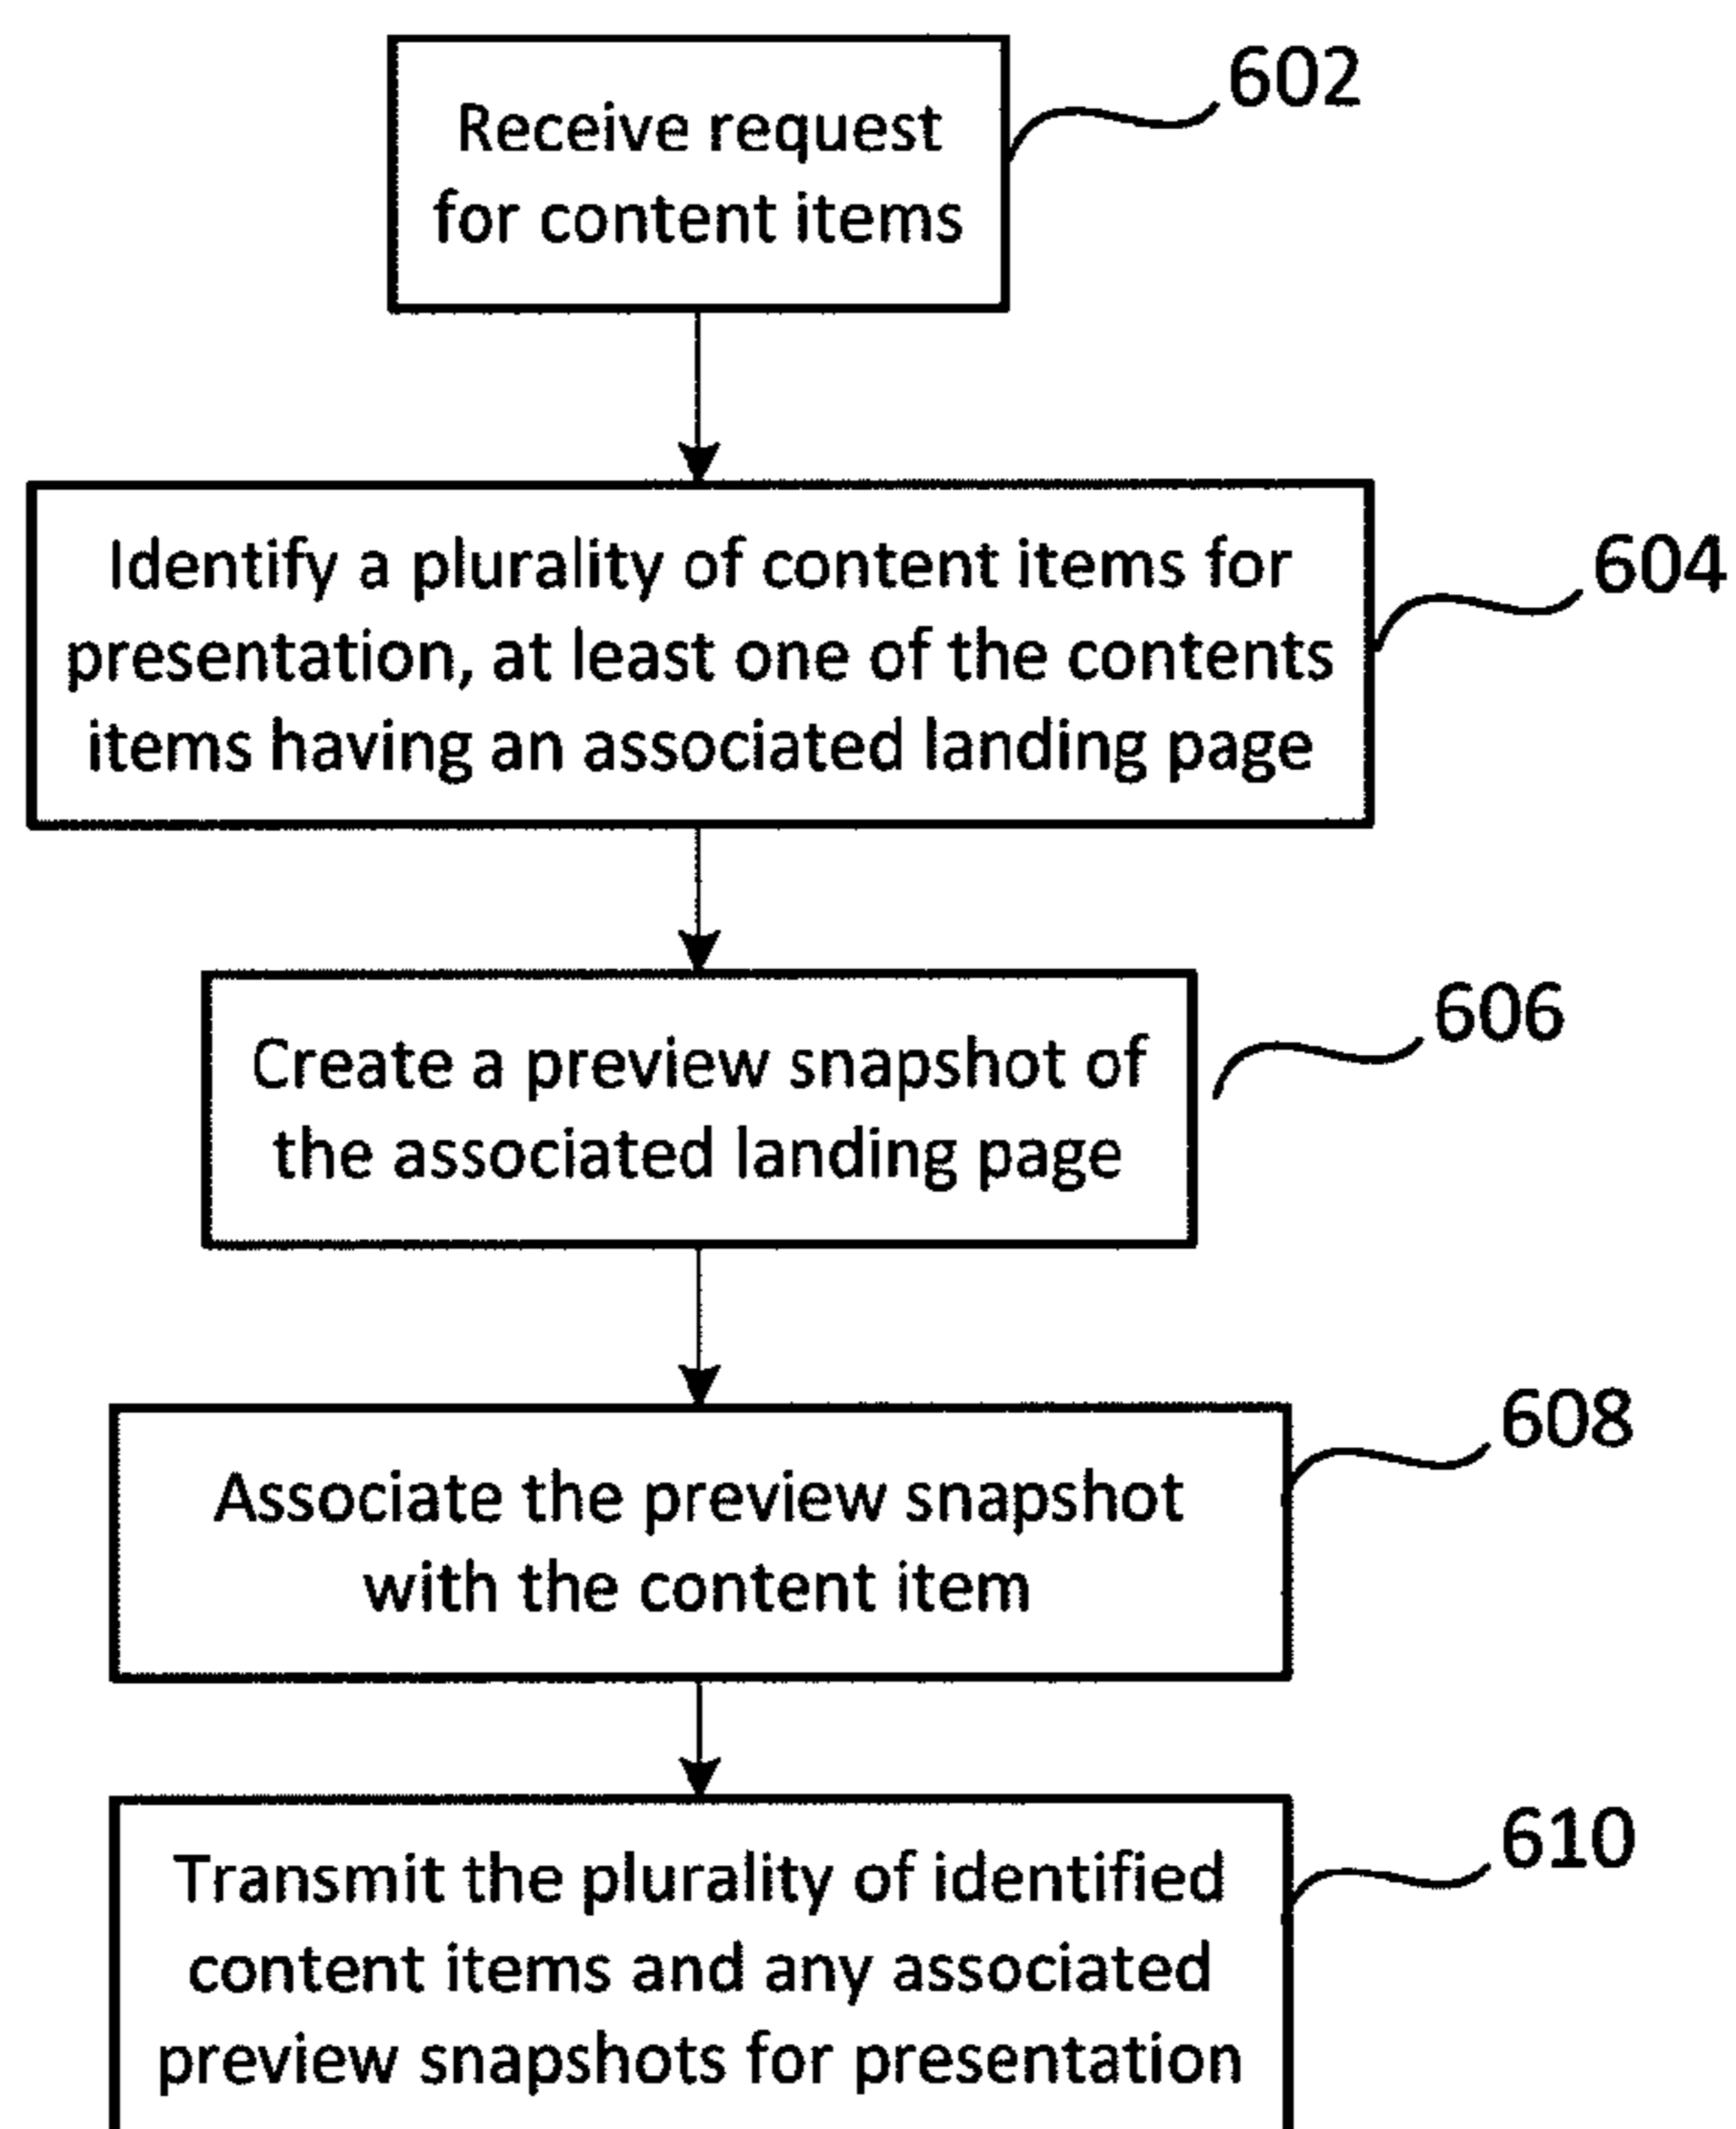 Receive request
for content items
602
Identify a plurality of content items for
presentation, at least one of the contents
items having an associated landing page
604
Create a preview snapshot of
the associated landing page
606
Associate the preview snapshot
with the content item
608
Transmit the plurality of identified
content items and any associated
preview snapshots for presentation
610